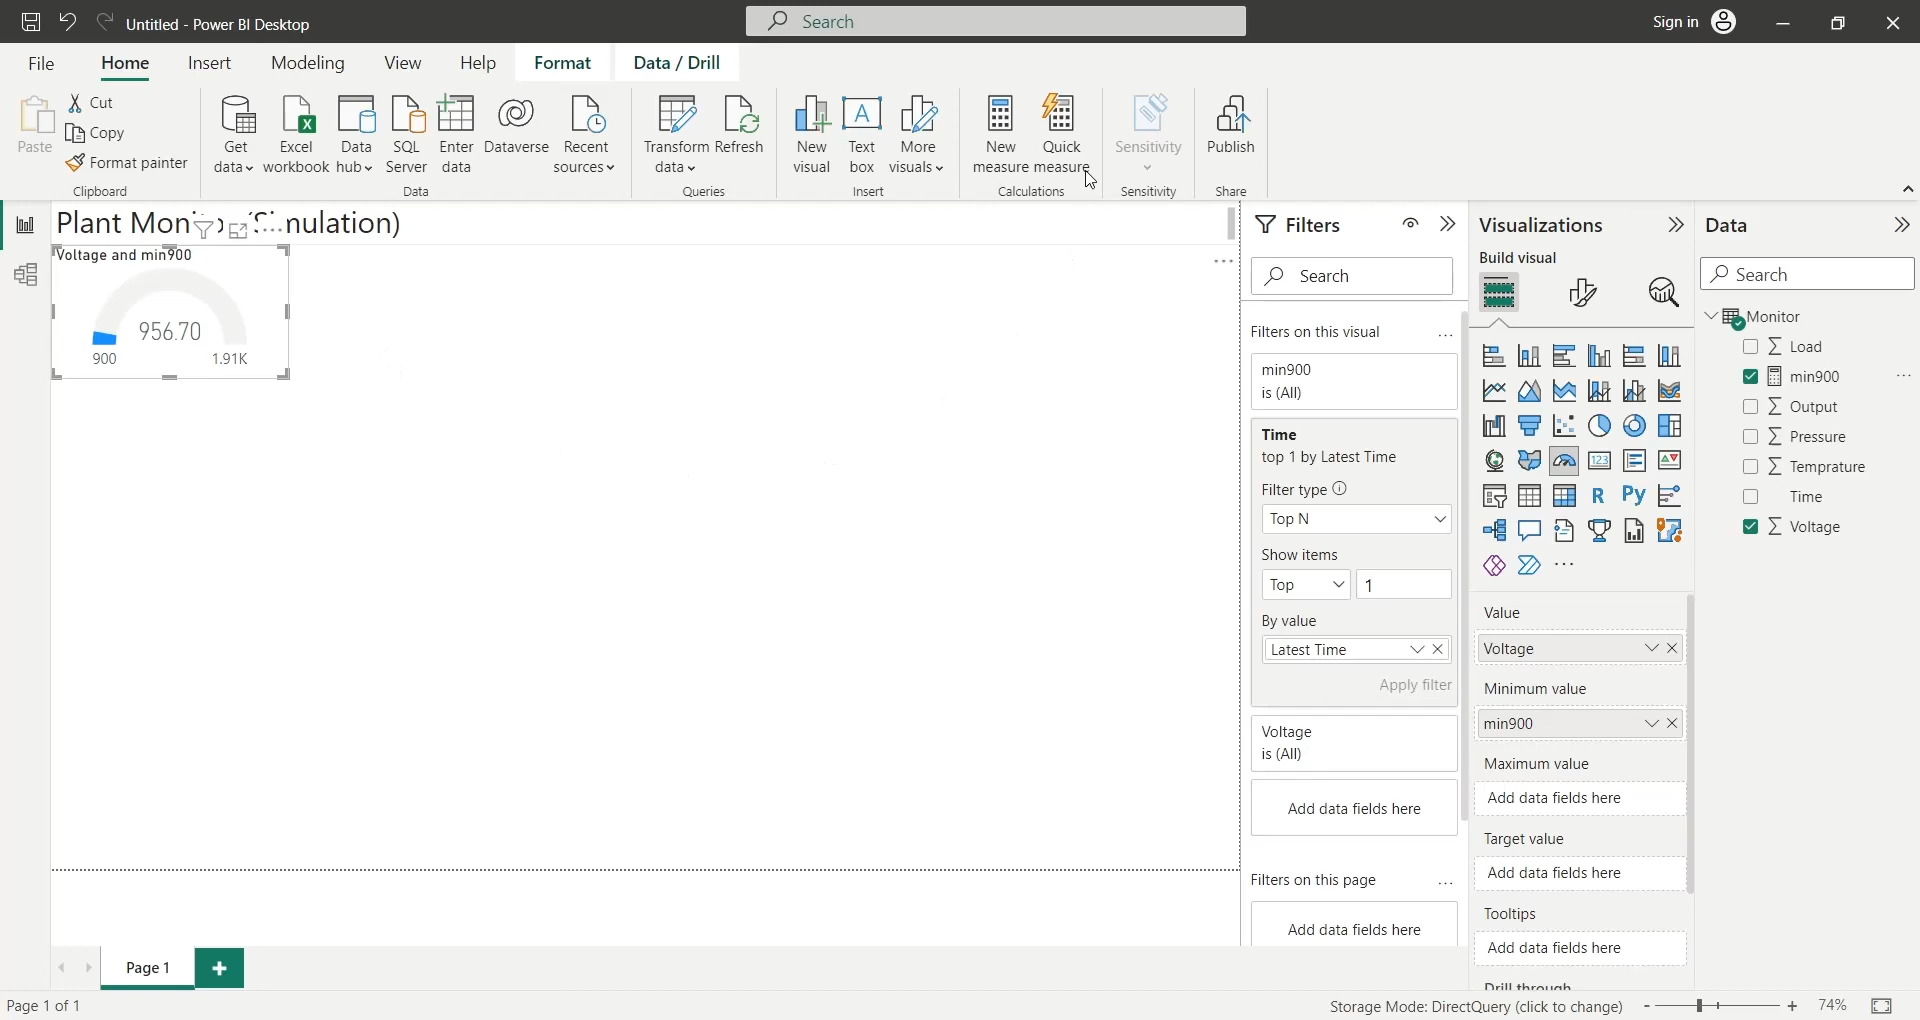 Untitled - Power BI Desktop
Search
Sign in
File
Home
Insert
Modeling
View
Help
Format
Data / Drill
Paste
Cut
Copy
Format painter
Clipboard
Get data
Excel workbook
Data hub
SQL Server
Enter data
Dataverse
Recent sources
Data
Transform data
Refresh
Queries
New visual
Text box
More visuals
Insert
New measure
Quick measure
Calculations
Sensitivity
Sensitivity
Publish
Share
Plant Mon
nulation)
Voltage and min900
956.70
900
1.91K
Filters
Search
Filters on this visual
min900
is (All)
Time
top 1 by Latest Time
Filter type
Top N
Show items
Top
1
By value
Latest Time
Apply filter
Voltage
is (All)
Add data fields here
Filters on this page
Add data fields here
Visualizations
Build visual
123
R
Py
Value
Voltage
Minimum value
min900
Maximum value
Add data fields here
Target value
Add data fields here
Tooltips
Add data fields here
Drill through
Data
Search
Monitor
Load
min900
Output
Pressure
Temprature
Time
Voltage
Page 1
Page 1 of 1
Storage Mode: DirectQuery (click to change)
- + 74%